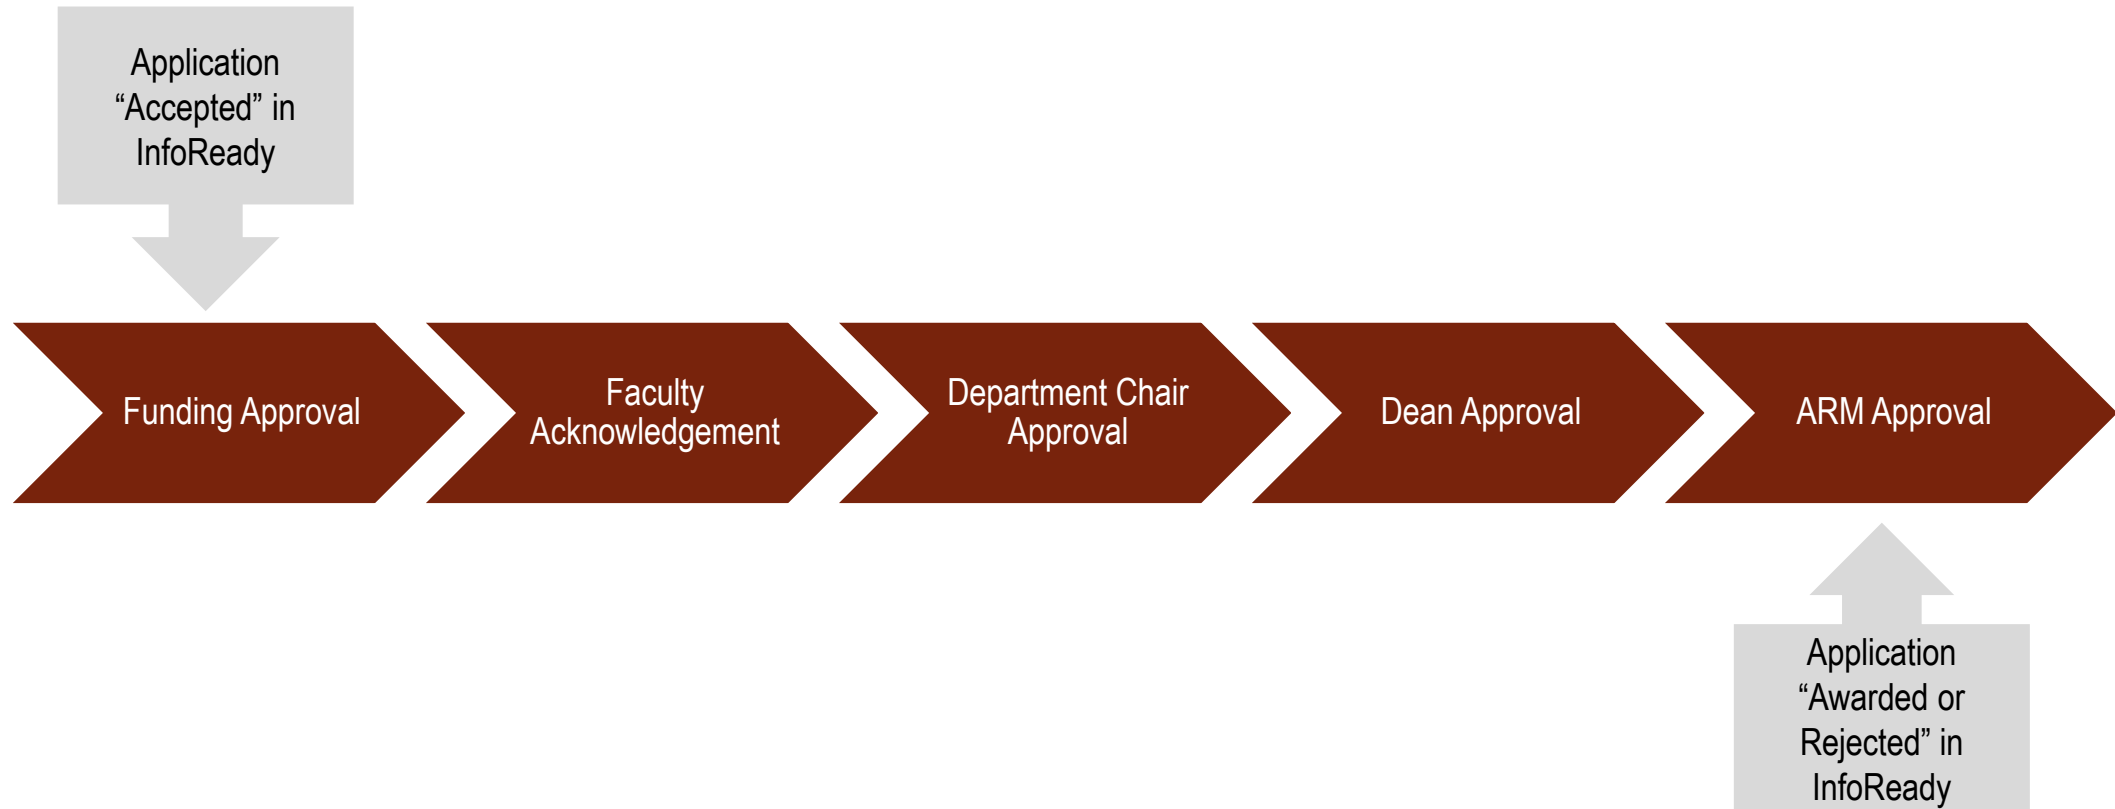 Application
“Accepted” in
InfoReady
Funding Approval
Faculty
Acknowledgement
Department Chair
Approval
Dean Approval
ARM Approval
Application
“Awarded or
Rejected” in
InfoReady